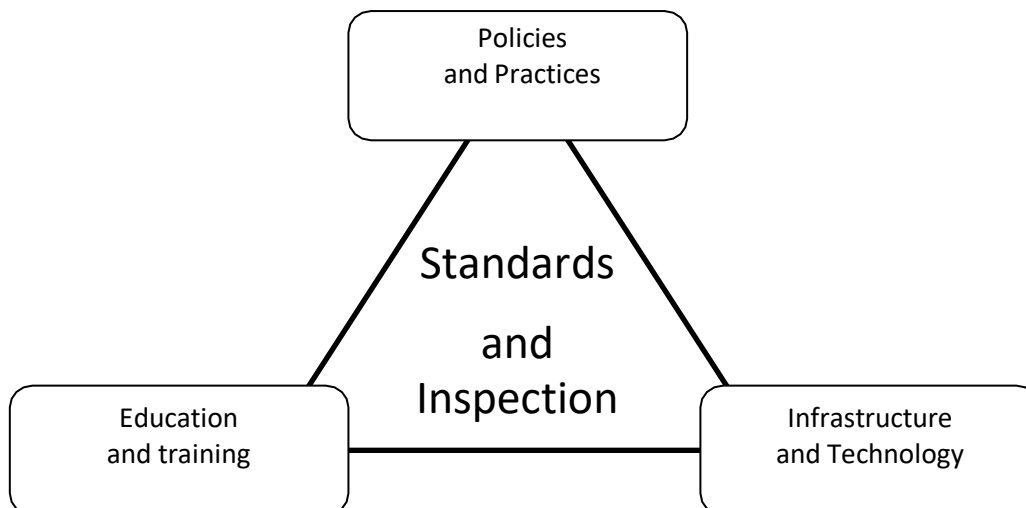 Policies
and Practices
Standards
and
Inspection
Education
and training
Infrastructure
and Technology